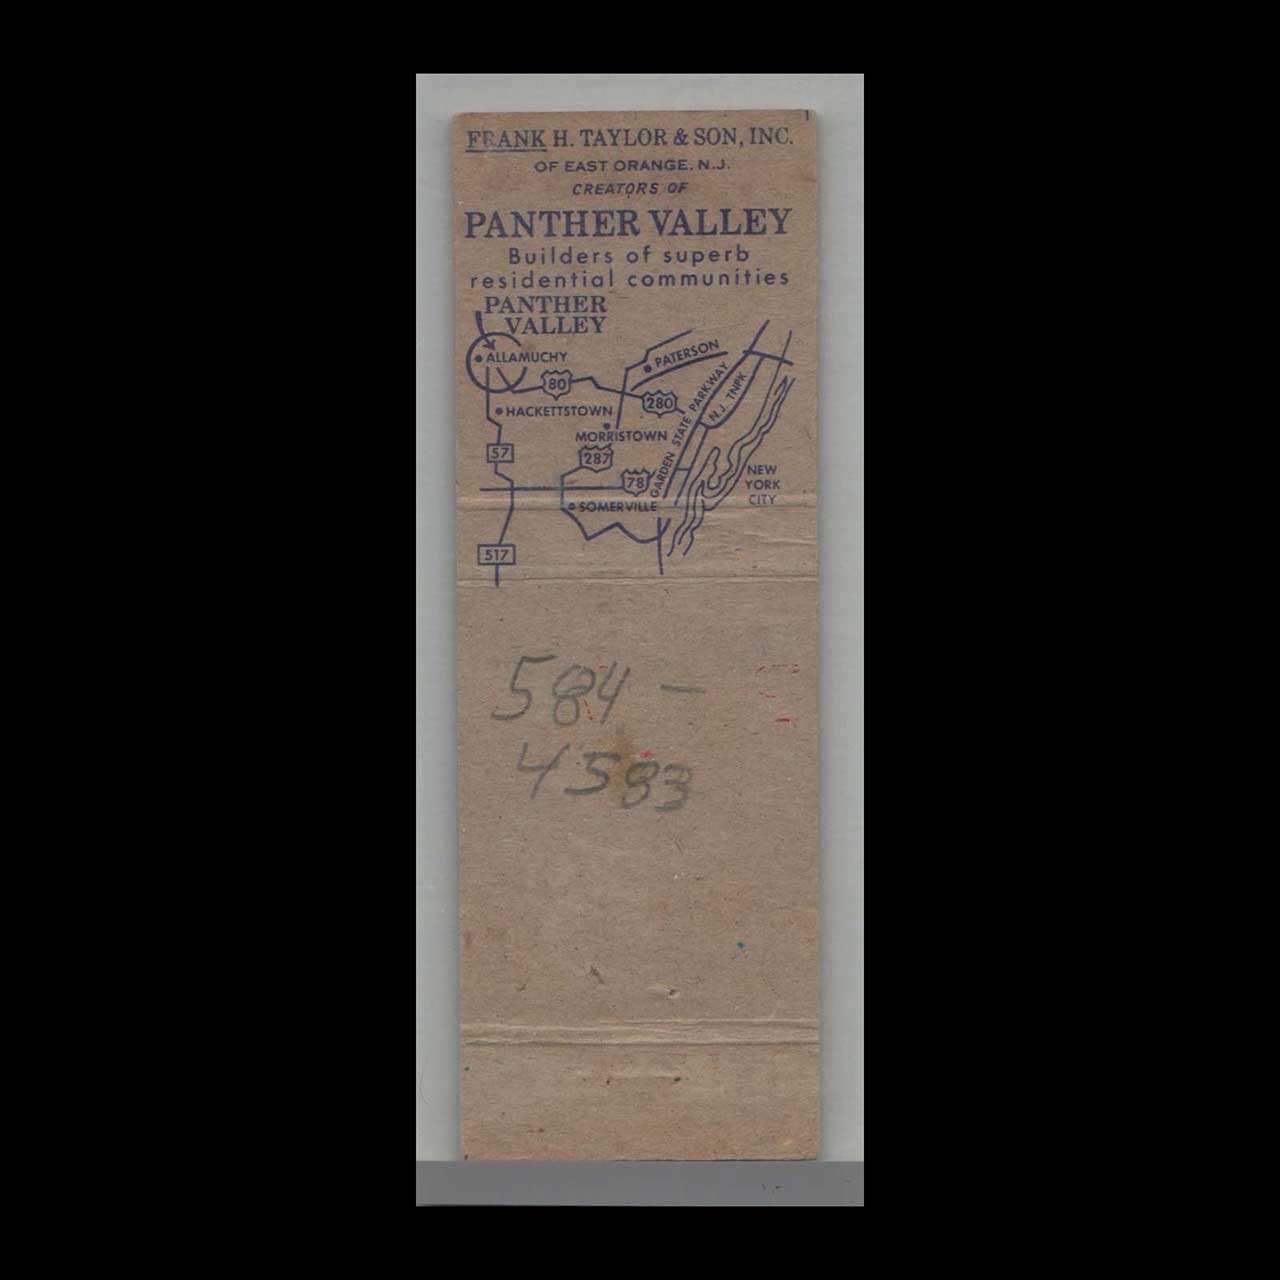 FRANK H. TAYLOR & SON, INC.
OF EAST ORANGE, N.J.
CREATORS OF
PANTHER VALLEY
Builders of superb
residential communities
PANTHER
VALLEY
ALLAMUCHY
PATERSON
80
280
HACKETTSTOWN
GARDEN STATE PARKWAY
N.J. TNPK
MORRISTOWN
57
287
78
NEW
YORK
CITY
SOMERVILLE
517
584 -
4583